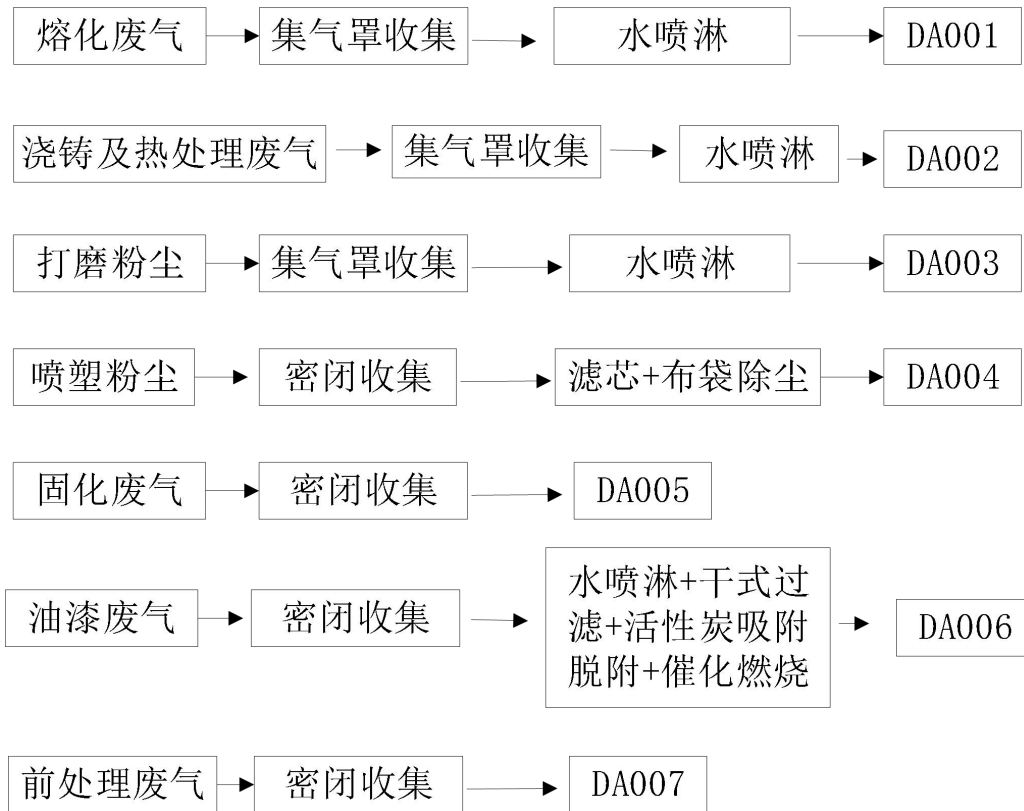 熔化废气 集气罩收集 水喷淋 DA001
浇铸及热处理废气 集气罩收集 水喷淋 DA002
打磨粉尘 集气罩收集 水喷淋 DA003
喷塑粉尘 密闭收集 滤芯+布袋除尘 DA004
固化废气 密闭收集 DA005
油漆废气 密闭收集 水喷淋+干式过
滤+活性炭吸附
脱附+催化燃烧 DA006
前处理废气 密闭收集 DA007